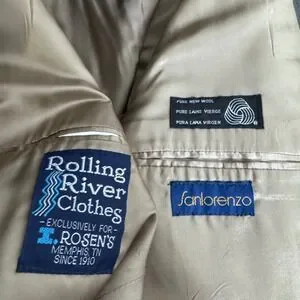 PURE NEW WOOL
PURE LAINE VIERGE
PURA LANA VIRGEN
Rolling
River
Clothes
- EXCLUSIVELY FOR -
I. ROSEN'S
MEMPHIS, TN
SINCE 1910
Sanlorenzo